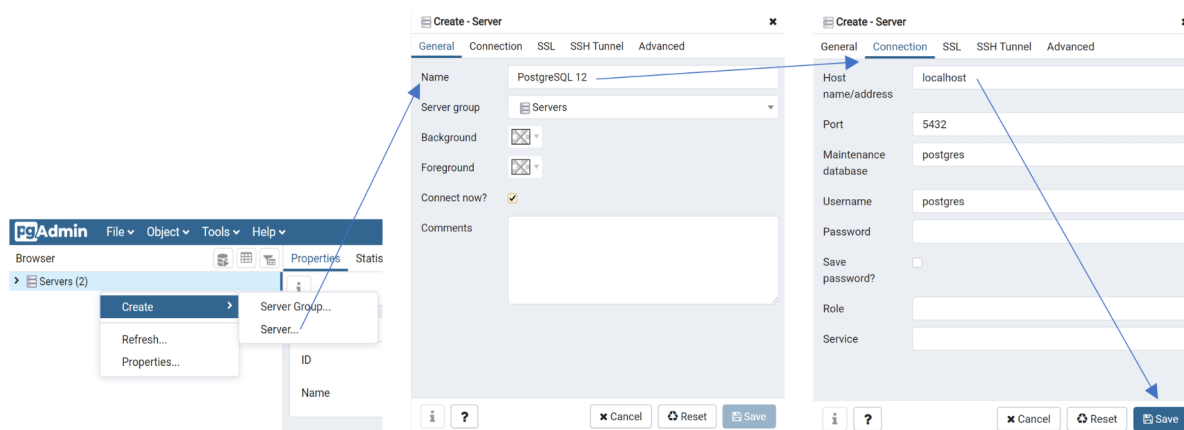 pgAdmin File Object Tools Help
Browser
Properties Statis
Servers (2)
Create
Refresh...
Properties...
Server Group...
Server...
i
ID
Name
Create - Server
General Connection SSL SSH Tunnel Advanced
Name PostgreSQL 12
Server group Servers
Background
Foreground
Connect now?
Comments
i ? Cancel Reset Save
Create - Server
General Connection SSL SSH Tunnel Advanced
Host
name/address
localhost
Port 5432
Maintenance
database
postgres
Username postgres
Password
Save
password?
Role
Service
i ? Cancel Reset Save